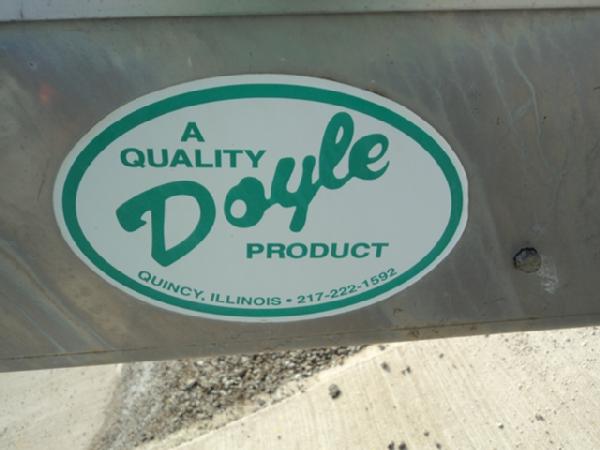 A
QUALITY
Doyle
PRODUCT
QUINCY, ILLINOIS • 217-222-1592